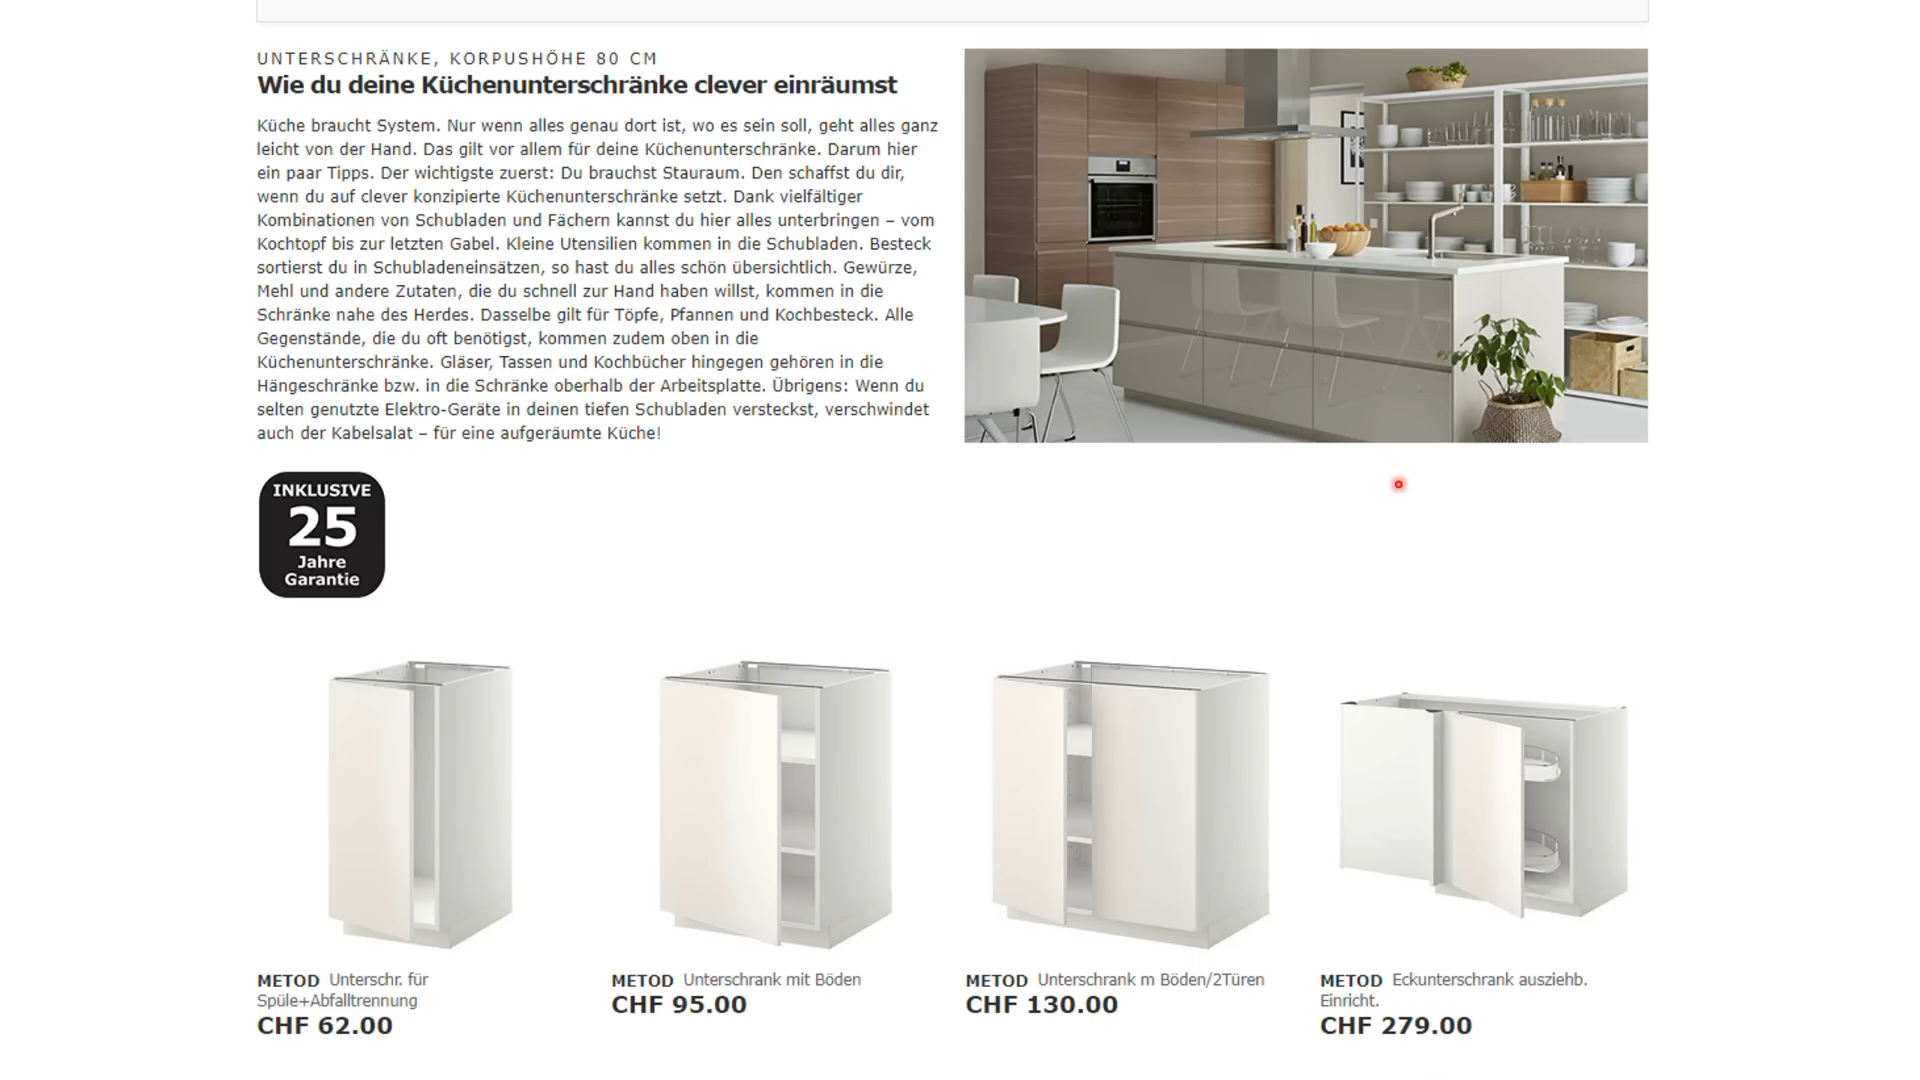 UNTERSCHRÄNKE, KORPUSHÖHE 80 CM
Wie du deine Küchenunterschränke clever einräumst
Küche braucht System. Nur wenn alles genau dort ist, wo es sein soll, geht alles ganz
leicht von der Hand. Das gilt vor allem für deine Küchenunterschränke. Darum hier
ein paar Tipps. Der wichtigste zuerst: Du brauchst Stauraum. Den schaffst du dir,
wenn du auf clever konzipierte Küchenunterschränke setzt. Dank vielfältiger
Kombinationen von Schubladen und Fächern kannst du hier alles unterbringen – vom
Kochtopf bis zur letzten Gabel. Kleine Utensilien kommen in die Schubladen. Besteck
sortierst du in Schubladeneinsätzen, so hast du alles schön übersichtlich. Gewürze,
Mehl und andere Zutaten, die du schnell zur Hand haben willst, kommen in die
Schränke nahe des Herdes. Dasselbe gilt für Töpfe, Pfannen und Kochbesteck. Alle
Gegenstände, die du oft benötigst, kommen zudem oben in die
Küchenunterschränke. Gläser, Tassen und Kochbücher hingegen gehören in die
Hängeschränke bzw. in die Schränke oberhalb der Arbeitsplatte. Übrigens: Wenn du
selten genutzte Elektro-Geräte in deinen tiefen Schubladen versteckst, verschwindet
auch der Kabelsalat – für eine aufgeräumte Küche!
INKLUSIVE
25
Jahre
Garantie
METOD Unterschr. für
Spüle+Abfalltrennung
CHF 62.00
METOD Unterschrank mit Böden
CHF 95.00
METOD Unterschrank m Böden/2Türen
CHF 130.00
METOD Eckunterschrank ausziehb.
Einricht.
CHF 279.00